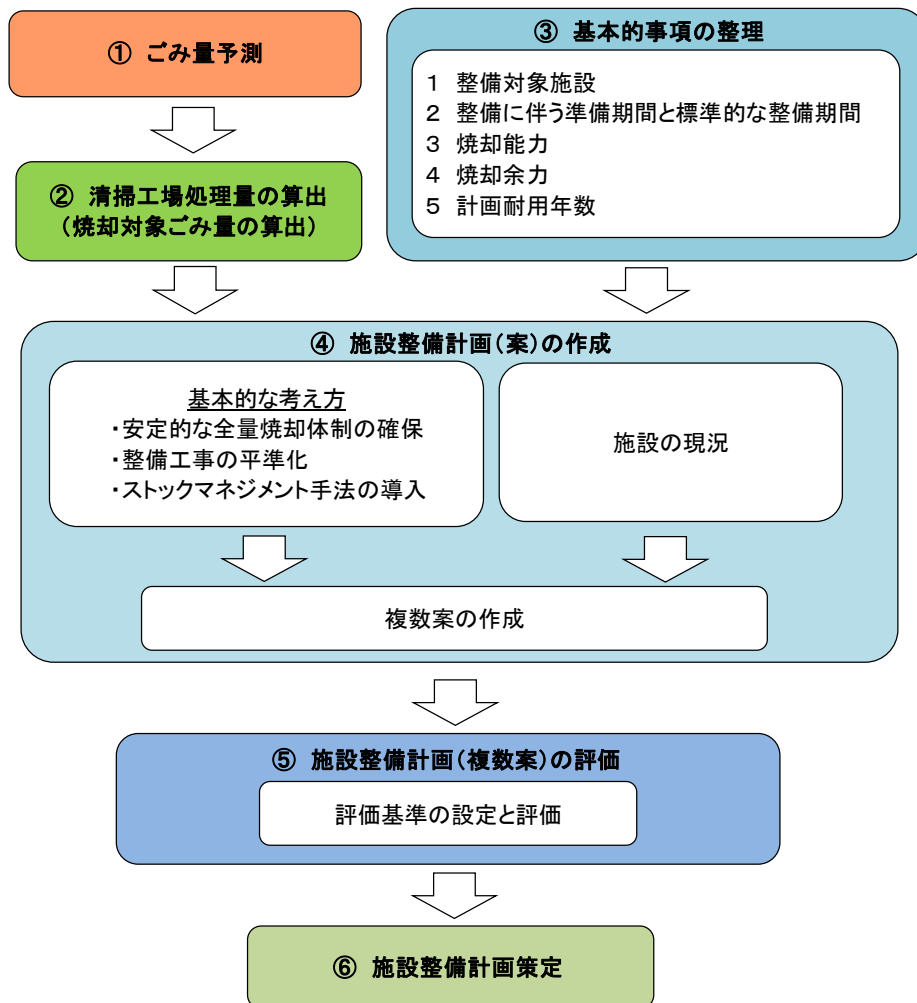 ① ごみ量予測
② 清掃工場処理量の算出
（焼却対象ごみ量の算出）
③ 基本的事項の整理
１ 整備対象施設
２ 整備に伴う準備期間と標準的な整備期間
３ 焼却能力
４ 焼却余力
５ 計画耐用年数
④ 施設整備計画（案）の作成
基本的な考え方
・安定的な全量焼却体制の確保
・整備工事の平準化
・ストックマネジメント手法の導入
施設の現況
複数案の作成
⑤ 施設整備計画（複数案）の評価
評価基準の設定と評価
⑥ 施設整備計画策定